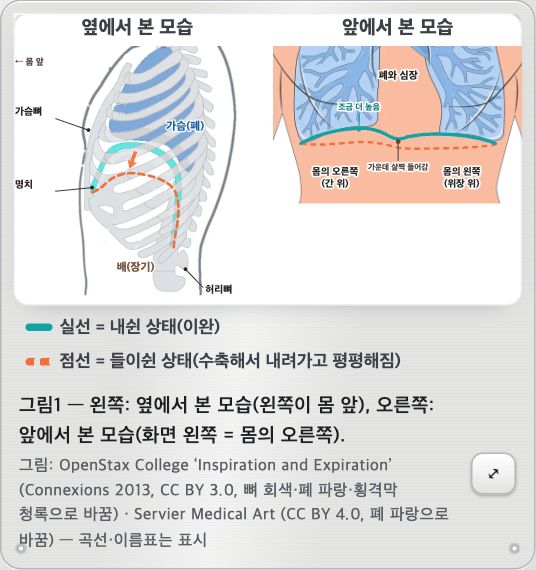 옆에서 본 모습
앞에서 본 모습
← 몸 앞
가슴뼈
가슴(폐)
명치
배(장기)
허리뼈
폐와 심장
조금 더 높음
가운데 살짝 들어감
몸의 오른쪽
(간 위)
몸의 왼쪽
(위장 위)
실선 = 내쉰 상태(이완)
점선 = 들이쉰 상태(수축해서 내려가고 평평해짐)
그림1 — 왼쪽: 옆에서 본 모습(왼쪽이 몸 앞), 오른쪽:
앞에서 본 모습(화면 왼쪽 = 몸의 오른쪽).
그림: OpenStax College ‘Inspiration and Expiration’
(Connexions 2013, CC BY 3.0, 뼈 회색·폐 파랑·횡격막
청록으로 바꿈) · Servier Medical Art (CC BY 4.0, 폐 파랑으로
바꿈) — 곡선·이름표는 표시